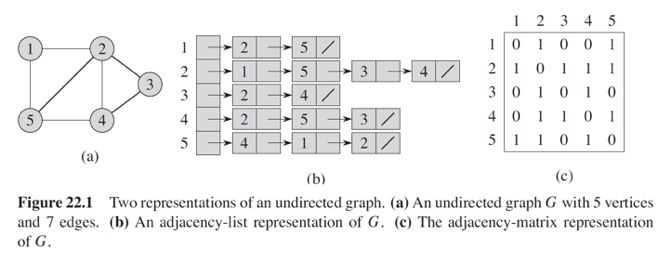 1 2
3
5 4
(a)
1 2 5 /
2 1 5 3 4 /
3 2 4 /
4 2 5 3 /
5 4 1 2 /
(b)
1 2 3 4 5
1 0 1 0 0 1
2 1 0 1 1 1
3 0 1 0 1 0
4 0 1 1 0 1
5 1 1 0 1 0
(c)
Figure 22.1 Two representations of an undirected graph. (a) An undirected graph G with 5 vertices
and 7 edges. (b) An adjacency-list representation of G. (c) The adjacency-matrix representation
of G.